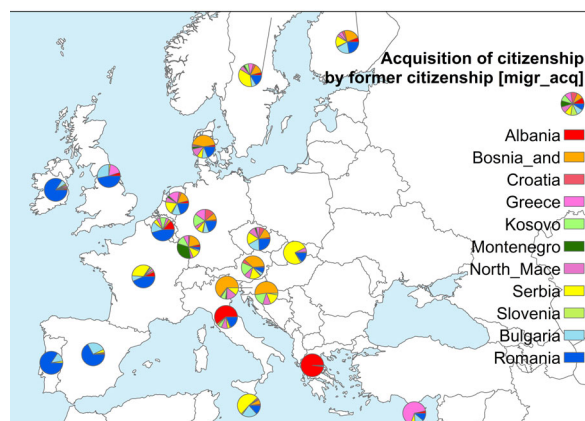 Acquisition of citizenship
by former citizenship [migr_acq]
Albania
Bosnia_and
Croatia
Greece
Kosovo
Montenegro
North_Mace
Serbia
Slovenia
Bulgaria
Romania